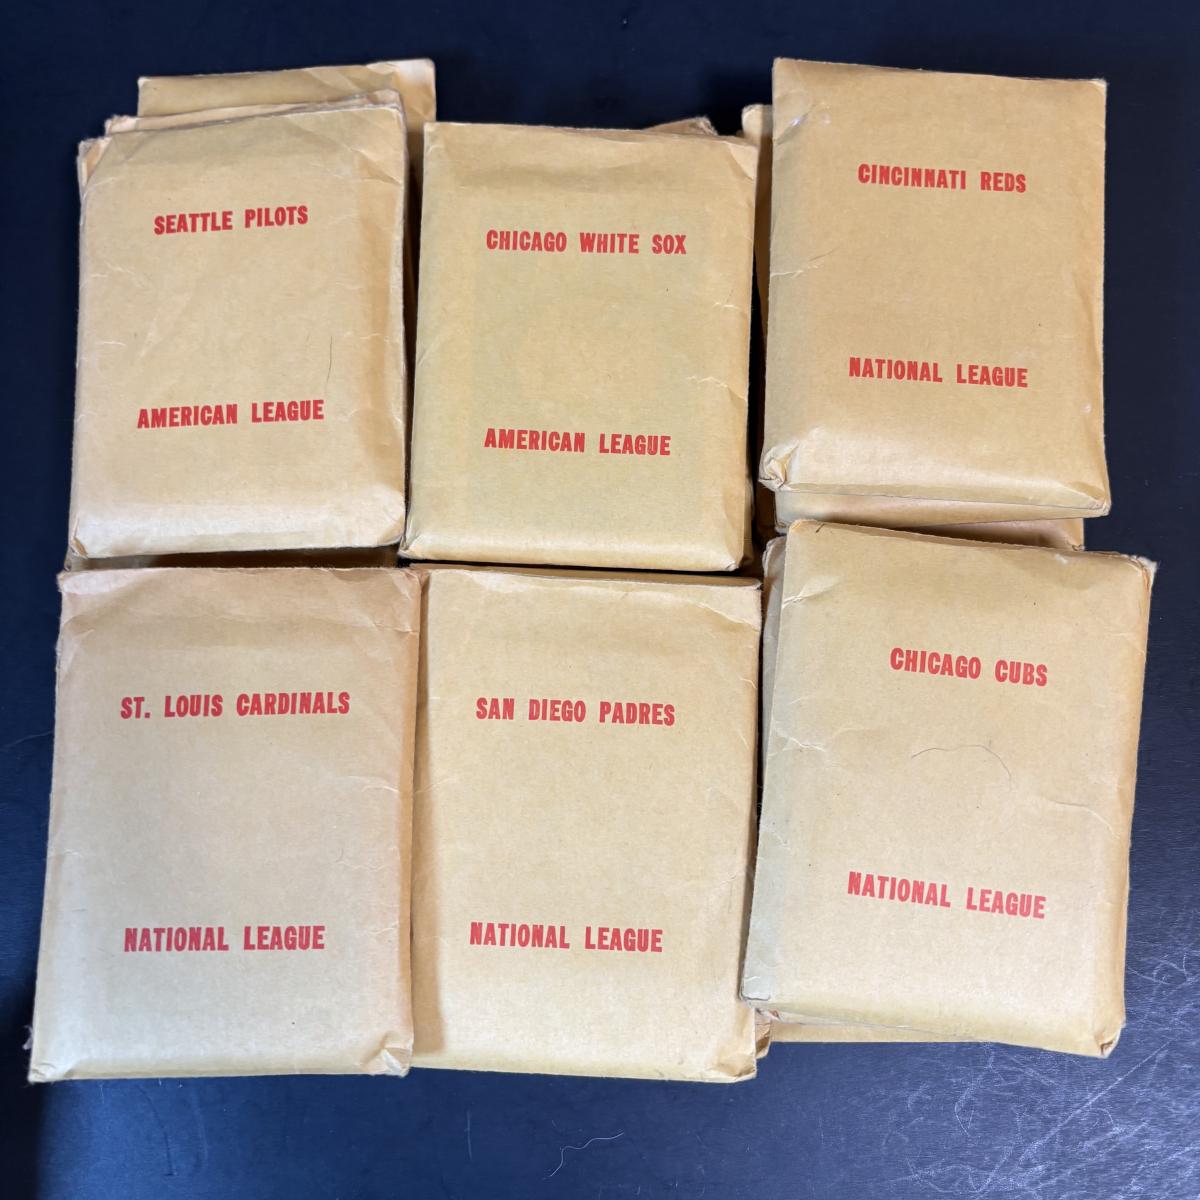 SEATTLE PILOTS
AMERICAN LEAGUE
CHICAGO WHITE SOX
AMERICAN LEAGUE
CINCINNATI REDS
NATIONAL LEAGUE
ST. LOUIS CARDINALS
NATIONAL LEAGUE
SAN DIEGO PADRES
NATIONAL LEAGUE
CHICAGO CUBS
NATIONAL LEAGUE